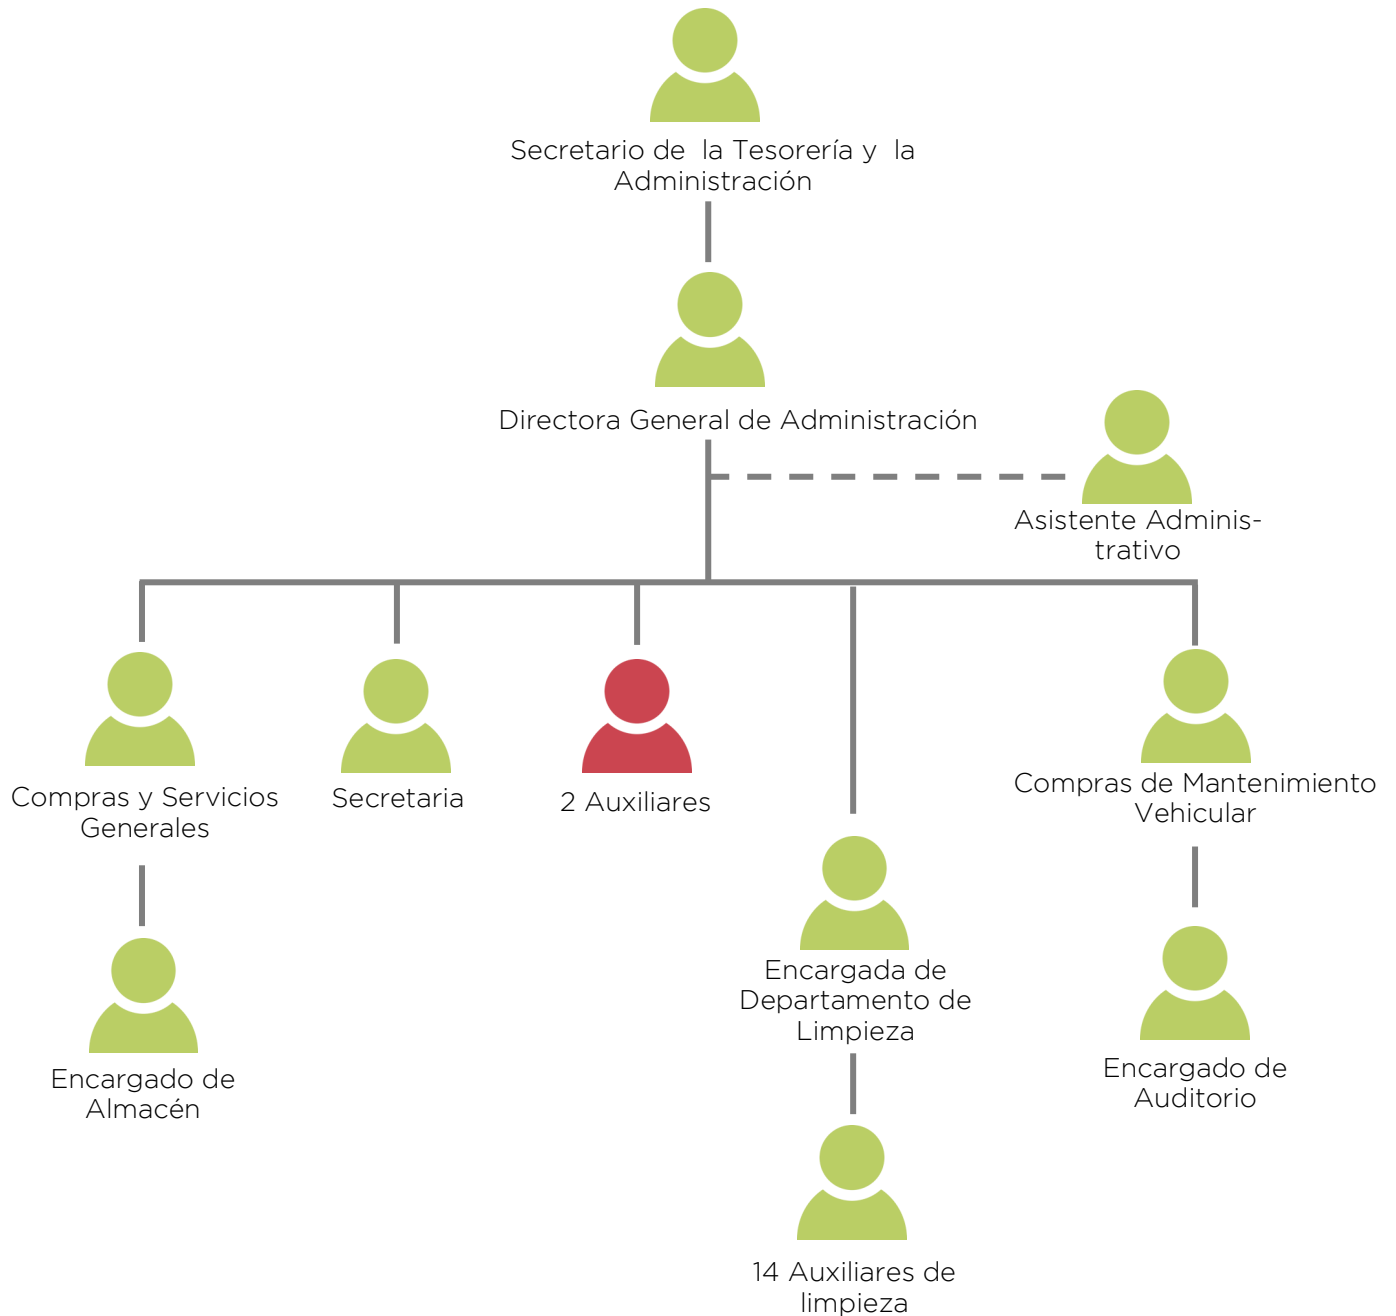 Secretario de la Tesorería y la
Administración
Directora General de Administración
Asistente Adminis-
trativo
Compras y Servicios
Generales
Secretaria
2 Auxiliares
Compras de Mantenimiento
Vehicular
Encargada de
Departamento de
Limpieza
Encargado de
Almacén
Encargado de
Auditorio
14 Auxiliares de
limpieza